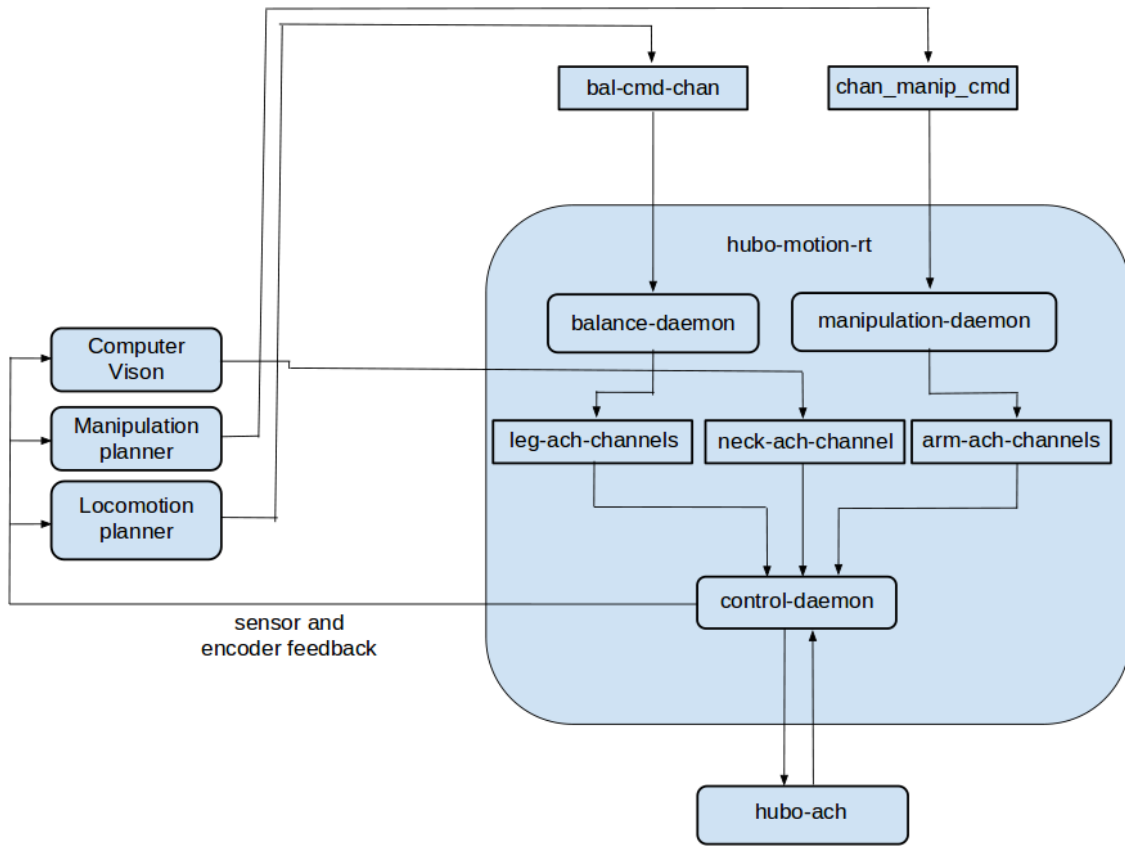 bal-cmd-chan
chan_manip_cmd
hubo-motion-rt
balance-daemon
manipulation-daemon
Computer
Vison
Manipulation
planner
Locomotion
planner
leg-ach-channels
neck-ach-channel
arm-ach-channels
control-daemon
sensor and
encoder feedback
hubo-ach